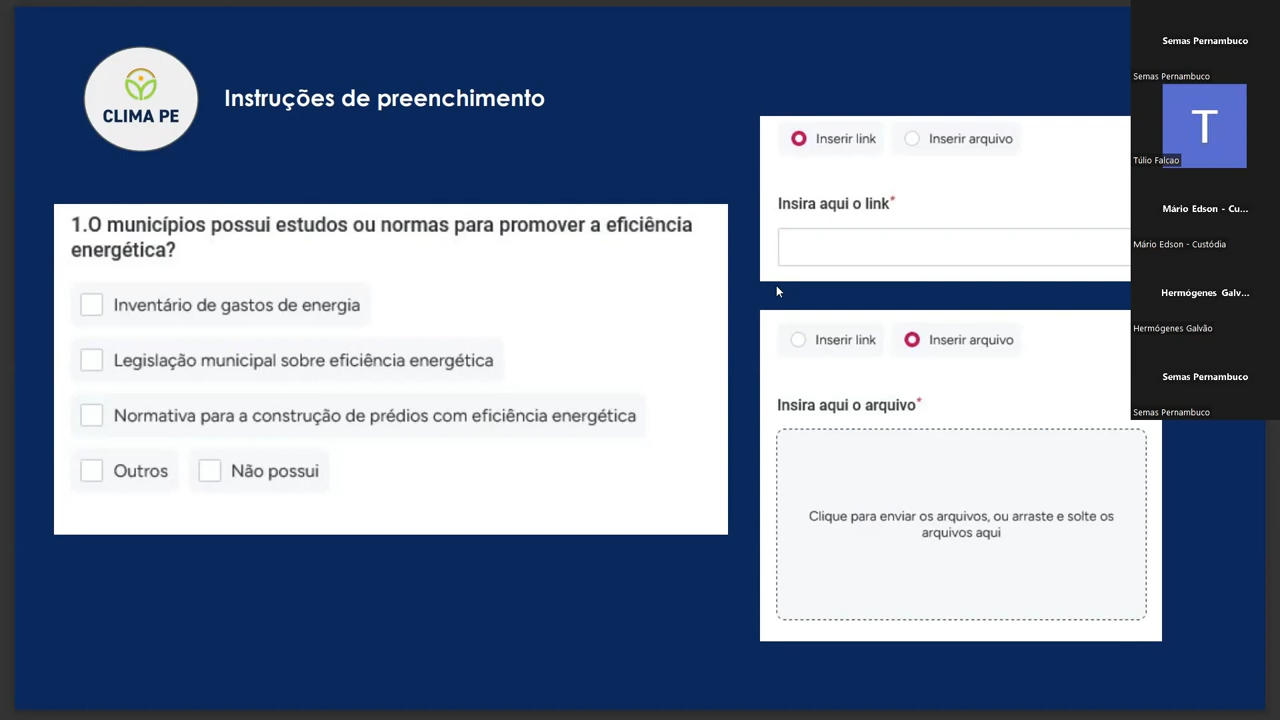 CLIMA PE
Instruções de preenchimento
1.O municípios possui estudos ou normas para promover a eficiência
energética?
Inventário de gastos de energia
Legislação municipal sobre eficiência energética
Normativa para a construção de prédios com eficiência energética
Outros
Não possui
Inserir link
Inserir arquivo
Insira aqui o link*
Inserir link
Inserir arquivo
Insira aqui o arquivo*
Clique para enviar os arquivos, ou arraste e solte os
arquivos aqui
Semas Pernambuco
Semas Pernambuco
T
Túlio Falcao
Mário Edson - Cu...
Mário Edson - Custódia
Hermógenes Galv...
Hermógenes Galvão
Semas Pernambuco
Semas Pernambuco